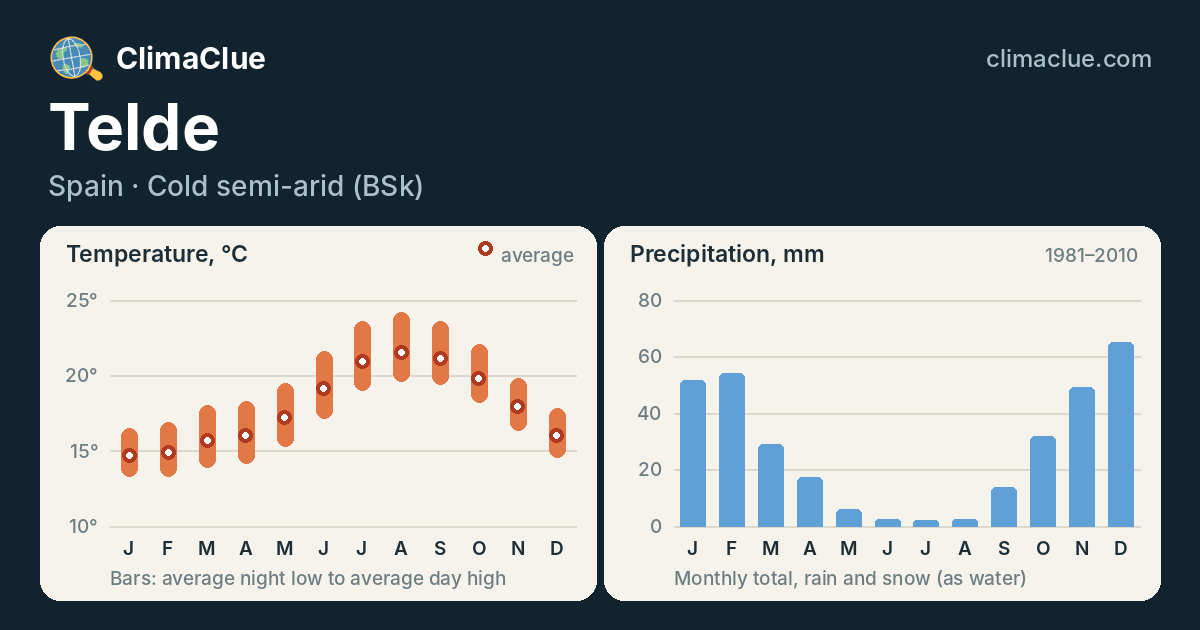 ClimaClue
climaclue.com
Telde
Spain · Cold semi-arid (BSk)
Temperature, °C
average
25°
20°
15°
10°
J F M A M J J A S O N D
Bars: average night low to average day high
Precipitation, mm
1981–2010
80
60
40
20
0
J F M A M J J A S O N D
Monthly total, rain and snow (as water)